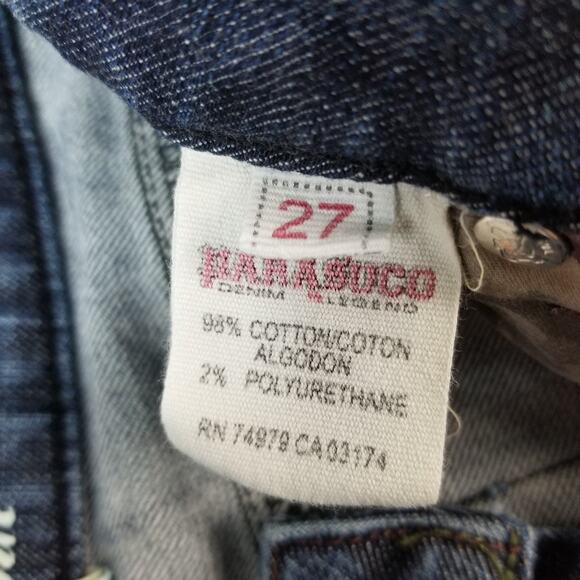 27
PARASUCO
DENIM & LEGEND
98% COTTON/COTON
ALGODON
2% POLYURETHANE
RN 74979 CA 03174